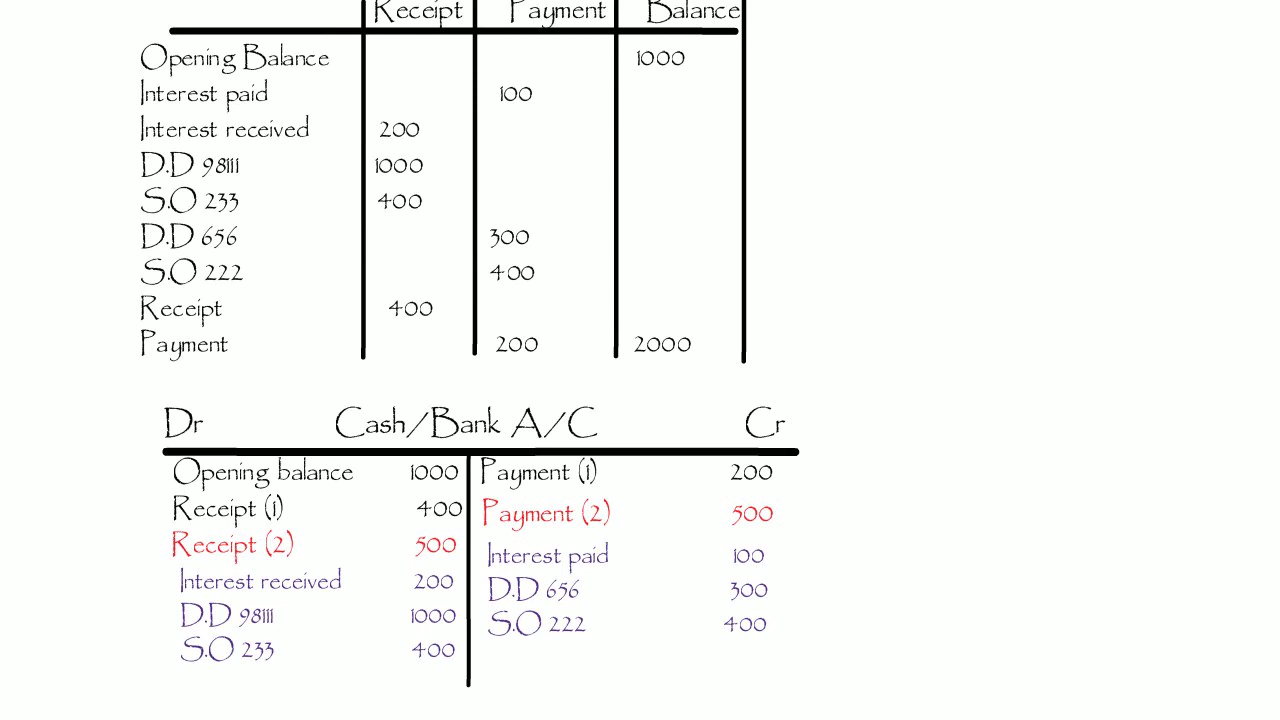 Receipt Payment Balance
Opening Balance 1000
Interest paid 100
Interest received 200
D.D 98111 1000
S.O 233 400
D.D 656 300
S.O 222 400
Receipt 400
Payment 200 2000
Dr Cash/Bank A/C Cr
Opening balance 1000 Payment (1) 200
Receipt (1) 400 Payment (2) 500
Receipt (2) 500 Interest paid 100
Interest received 200 D.D 656 300
D.D 98111 1000 S.O 222 400
S.O 233 400